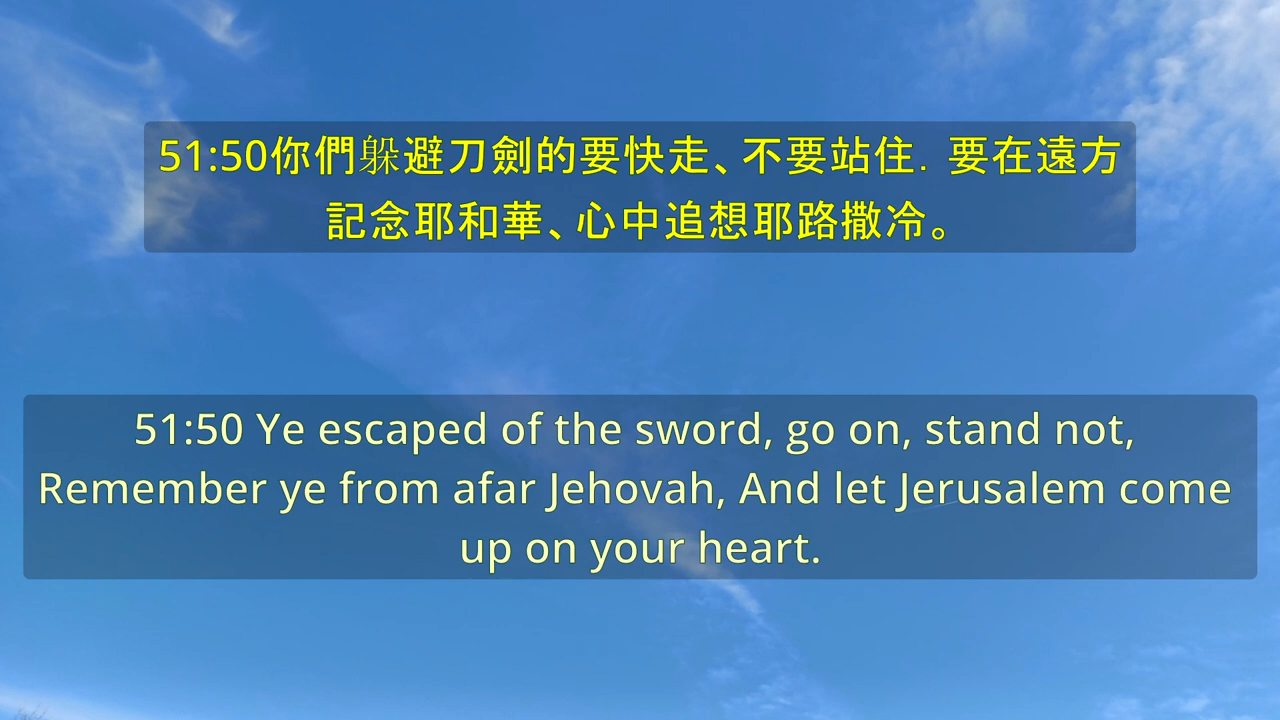 51:50你們躲避刀劍的要快走、不要站住． 要在遠方
記念耶和華、心中追想耶路撒冷。
51:50 Ye escaped of the sword, go on, stand not,
Remember ye from afar Jehovah, And let Jerusalem come
up on your heart.